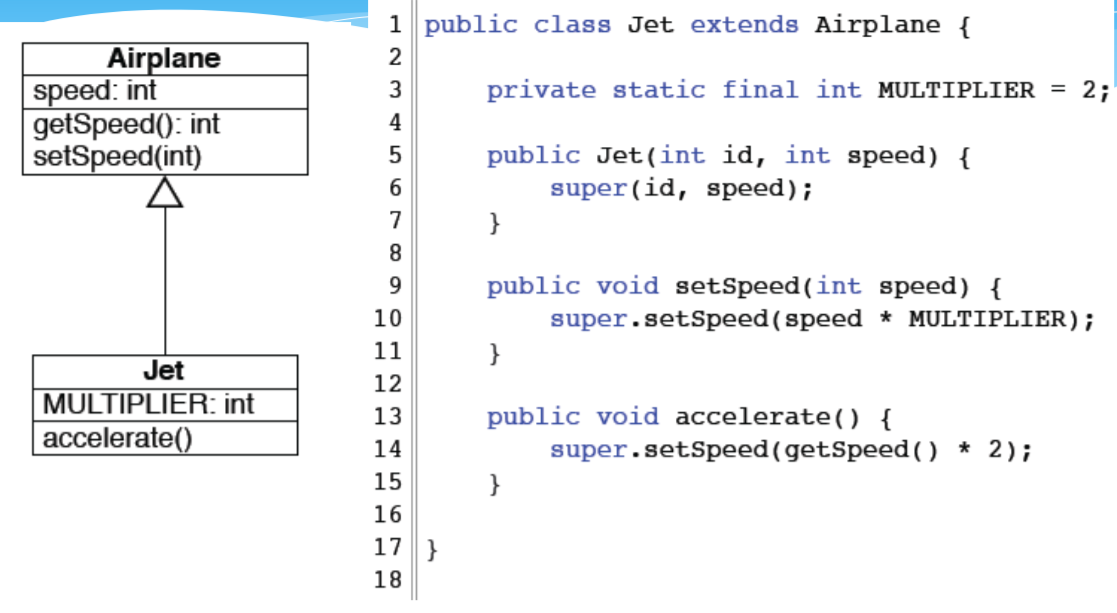 Airplane
speed: int
getSpeed(): int
setSpeed(int)
Jet
MULTIPLIER: int
accelerate()
1 public class Jet extends Airplane {
2
3     private static final int MULTIPLIER = 2;
4
5     public Jet(int id, int speed) {
6         super(id, speed);
7     }
8
9     public void setSpeed(int speed) {
10         super.setSpeed(speed * MULTIPLIER);
11     }
12
13     public void accelerate() {
14         super.setSpeed(getSpeed() * 2);
15     }
16
17 }
18